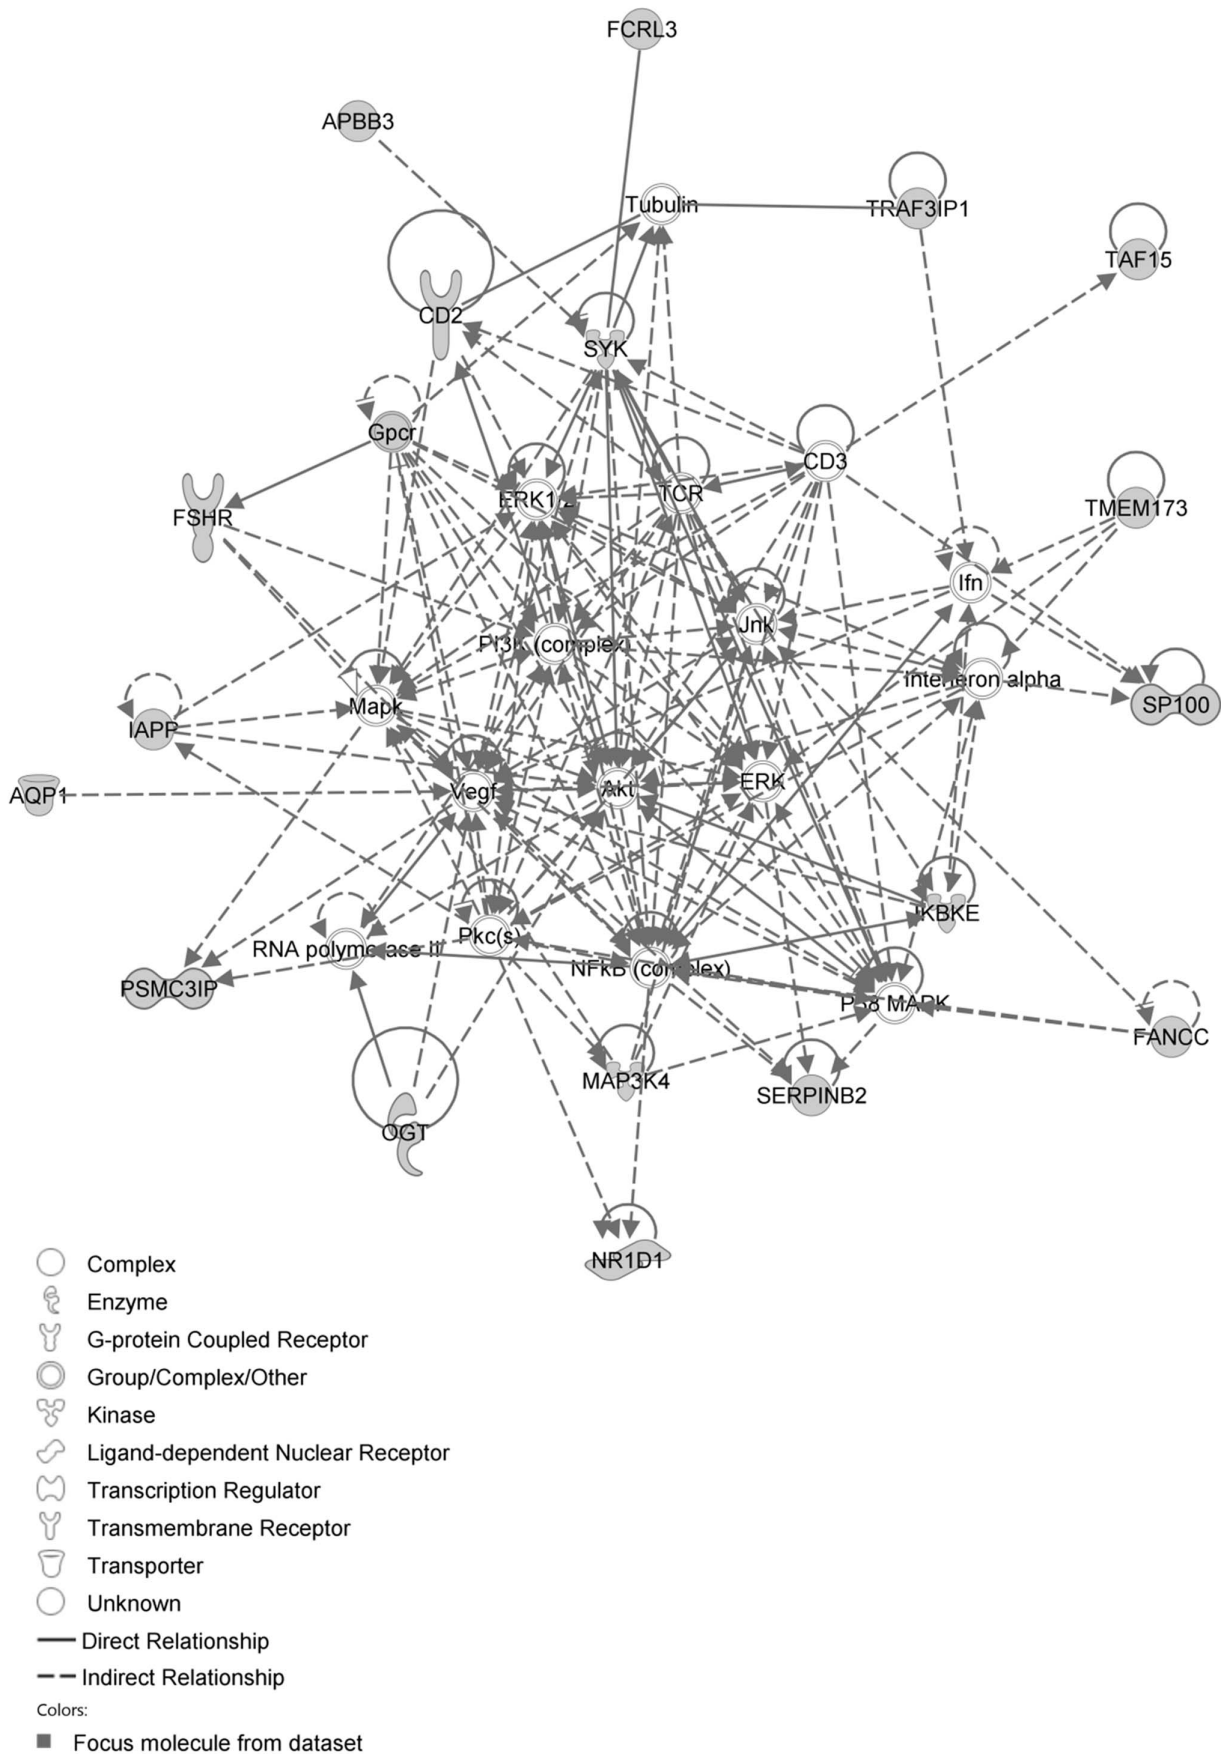 FCRL3
APBB3
Tubulin
TRAF3IP1
TAF15
CD2
SYK
Gpcr
CD3
TCR
ERK1/2
TMEM173
FSHR
Ifn
Jnk
PI3K (complex)
interferon alpha
SP100
Mapk
IAPP
ERK
Akt
Vegf
AQP1
IKBKE
Pkc(s)
RNA polymerase II
NFkB (complex)
PSMC3IP
P38 MAPK
FANCC
MAP3K4
SERPINB2
OGT
NR1D1
Complex
Enzyme
G-protein Coupled Receptor
Group/Complex/Other
Kinase
Ligand-dependent Nuclear Receptor
Transcription Regulator
Transmembrane Receptor
Transporter
Unknown
Direct Relationship
Indirect Relationship
Colors:
Focus molecule from dataset